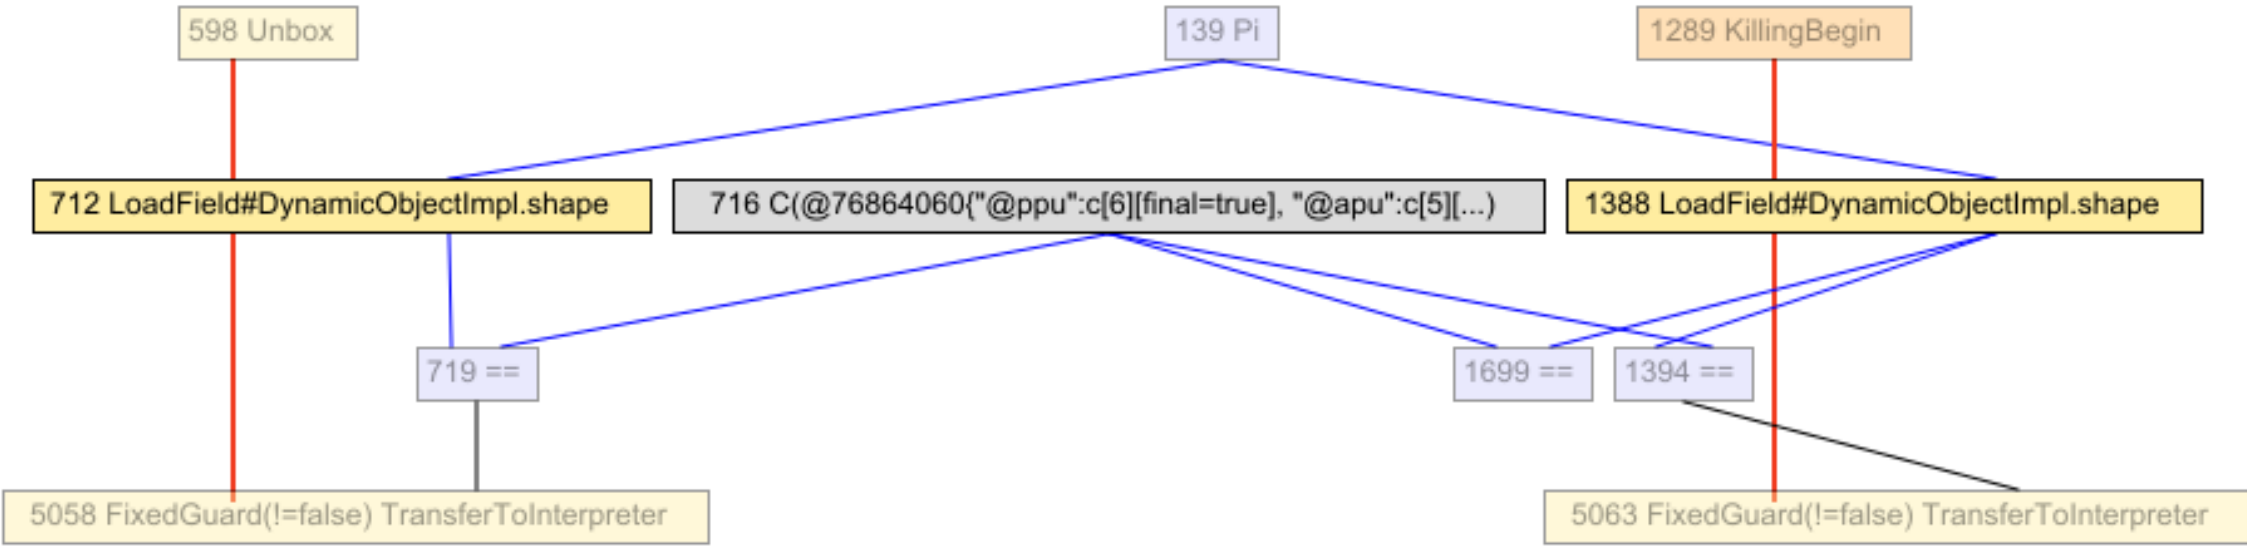 598 Unbox
139 Pi
1289 KillingBegin
712 LoadField#DynamicObjectImpl.shape
716 C(@76864060{"@ppu":c[6][final=true], "@apu":c[5][...)
1388 LoadField#DynamicObjectImpl.shape
719 ==
1699 ==
1394 ==
5058 FixedGuard(!=false) TransferToInterpreter
5063 FixedGuard(!=false) TransferToInterpreter